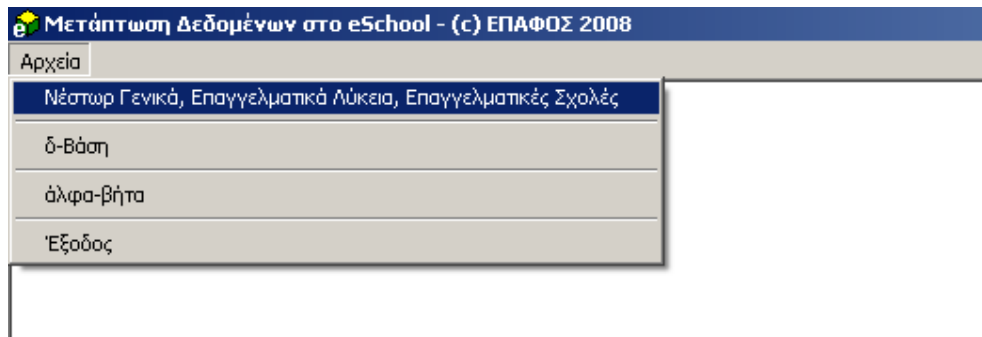 Μετάπτωση Δεδομένων στο eSchool - (c) ΕΠΑΦΟΣ 2008
Αρχεία
Νέστωρ Γενικά, Επαγγελματικά Λύκεια, Επαγγελματικές Σχολές
δ-Βάση
άλφα-βήτα
Έξοδος